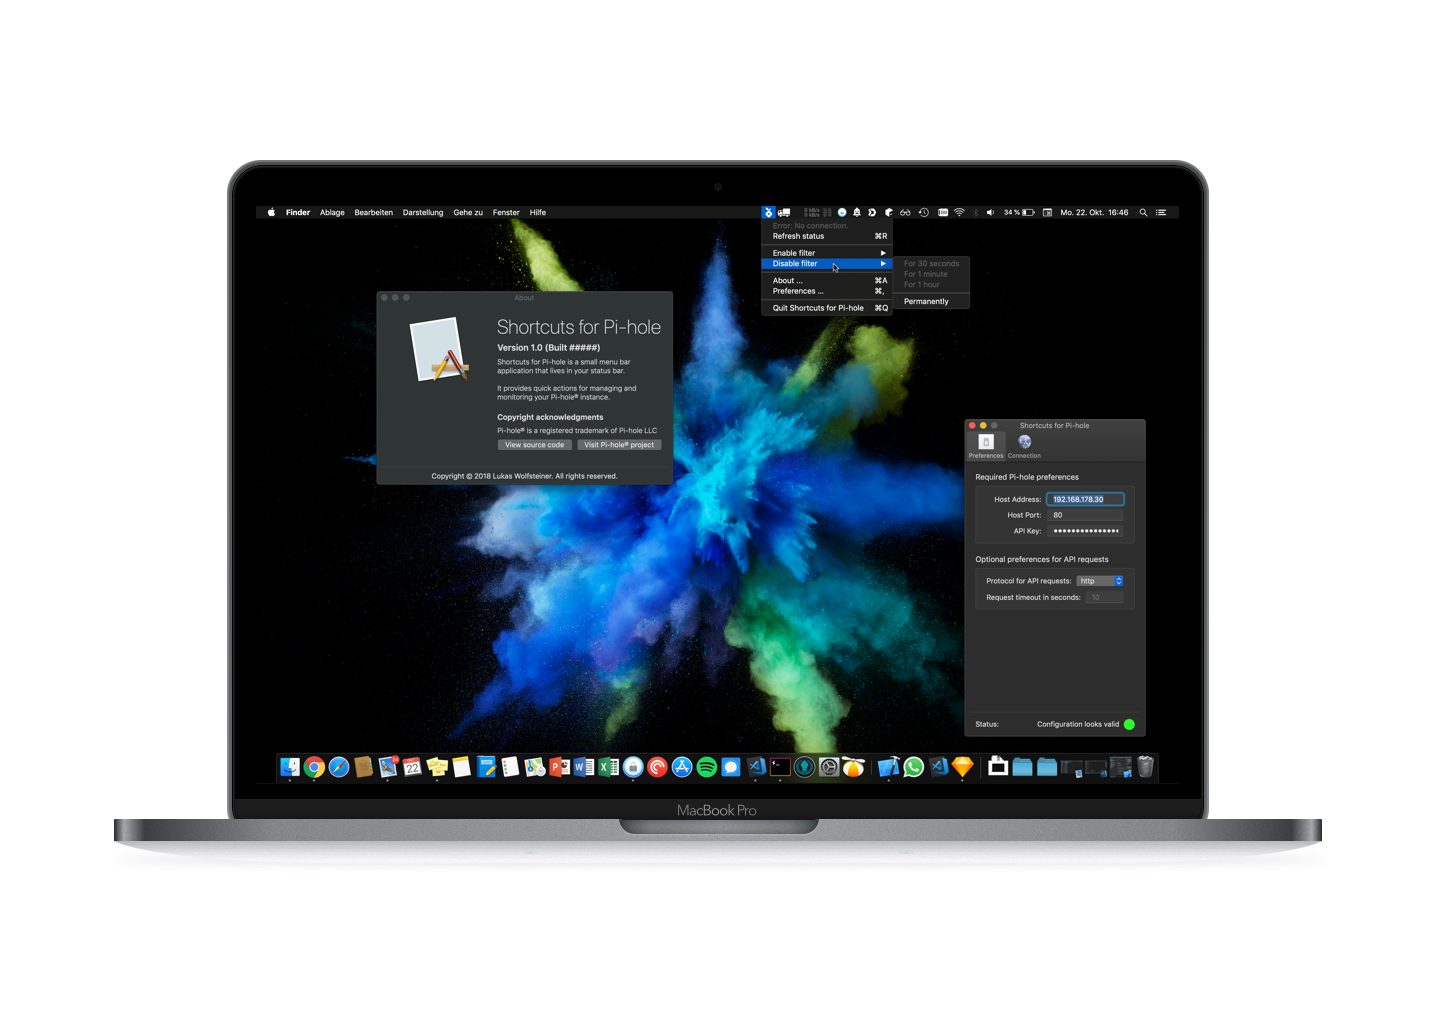 Finder Ablage Bearbeiten Darstellung Gehe zu Fenster Hilfe
34 % Mo. 22. Okt. 16:46
Error: No connection.
Refresh status ⌘R
Enable filter ▶
Disable filter ▶
For 30 seconds
For 1 minute
For 1 hour
Permanently
About ... ⌘A
Preferences ... ⌘,
Quit Shortcuts for Pi-hole ⌘Q
About
Shortcuts for Pi-hole
Version 1.0 (Built #####)
Shortcuts for Pi-hole is a small menu bar
application that lives in your status bar.
It provides quick actions for managing and
monitoring your Pi-hole® instance.
Copyright acknowledgments
Pi-hole® is a registered trademark of Pi-hole LLC
View source code Visit Pi-hole® project
Copyright © 2018 Lukas Wolfsteiner. All rights reserved.
Shortcuts for Pi-hole
Preferences Connection
Required Pi-hole preferences
Host Address: 192.168.178.30
Host Port: 80
API Key:
Optional preferences for API requests
Protocol for API requests: http
Request timeout in seconds: 10
Status: Configuration looks valid
22
MacBook Pro